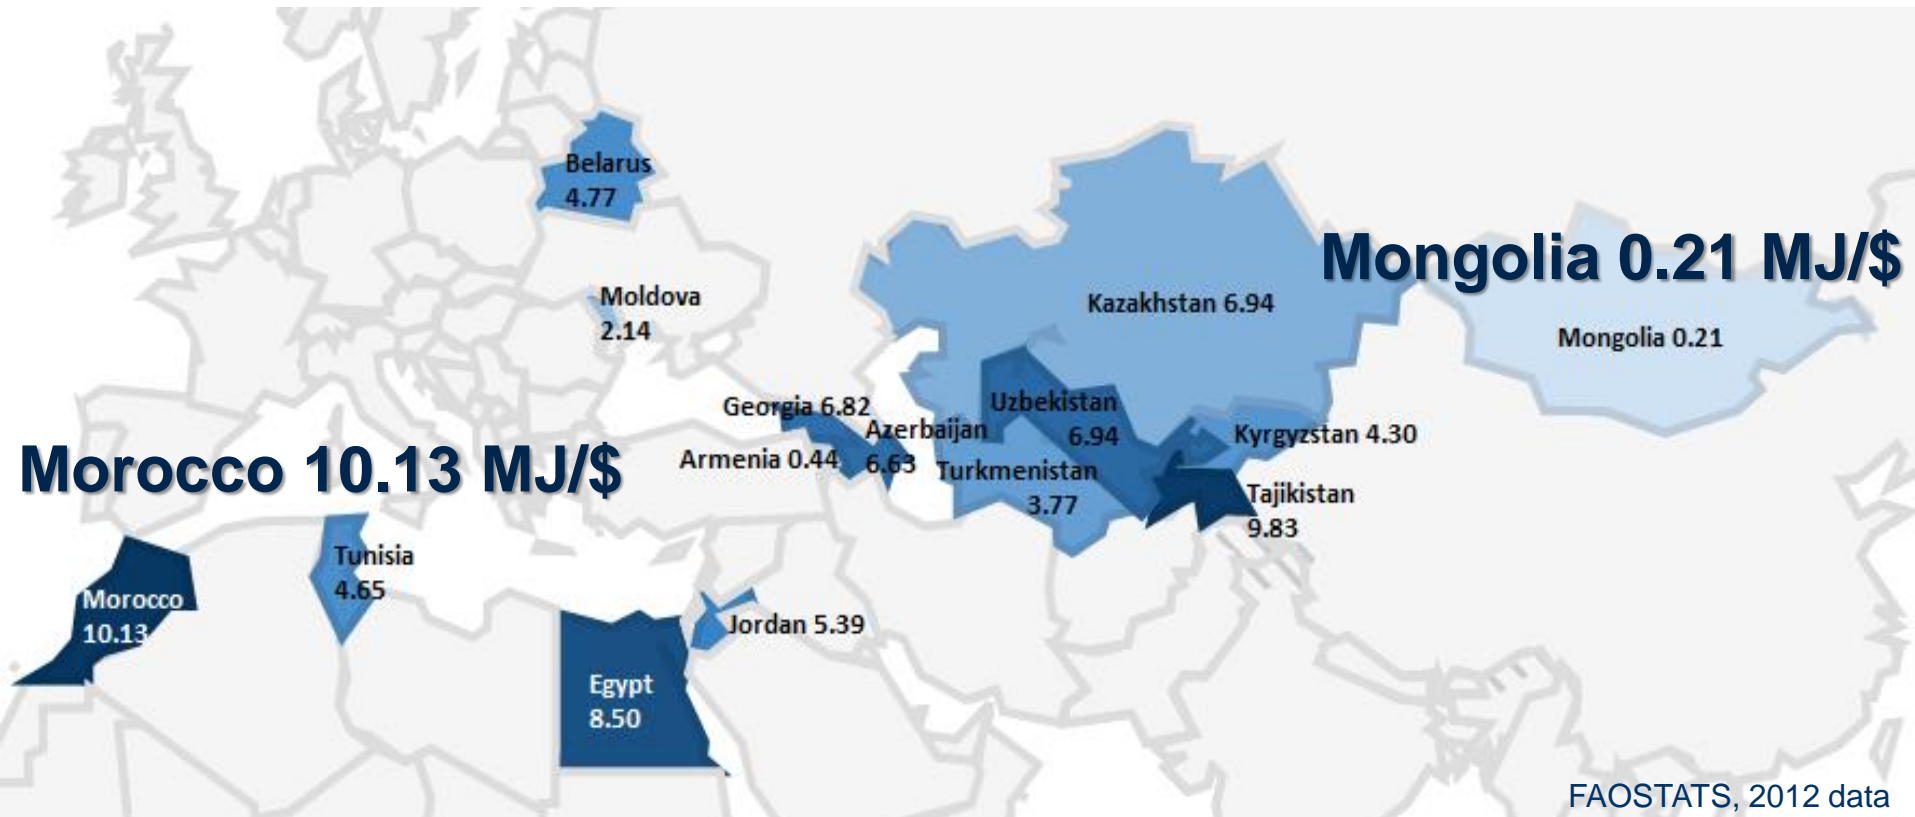 Belarus
4.77
Mongolia 0.21 MJ/$
Moldova
2.14
Kazakhstan 6.94
Mongolia 0.21
Georgia 6.82
Uzbekistan
6.94
Azerbaijan
6.63
Kyrgyzstan 4.30
Armenia 0.44
Morocco 10.13 MJ/$
Turkmenistan
3.77
Tajikistan
9.83
Tunisia
4.65
Morocco
10.13
Jordan 5.39
Egypt
8.50
FAOSTATS, 2012 data